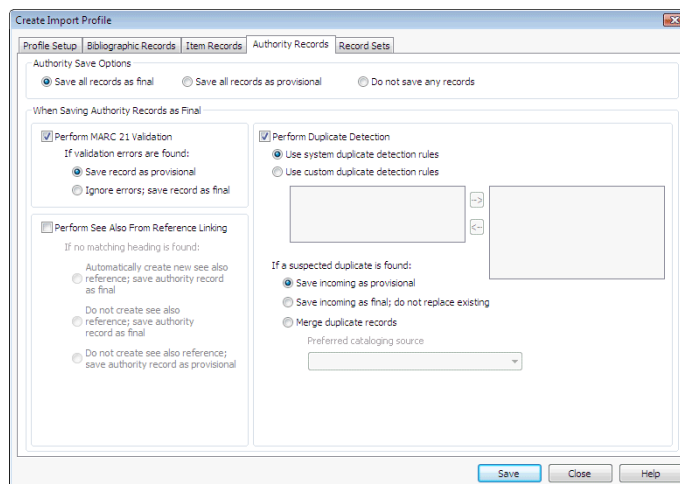 Create Import Profile
Profile Setup
Bibliographic Records
Item Records
Authority Records
Record Sets
Authority Save Options
Save all records as final
Save all records as provisional
Do not save any records
When Saving Authority Records as Final
Perform MARC 21 Validation
If validation errors are found:
Save record as provisional
Ignore errors; save record as final
Perform See Also From Reference Linking
If no matching heading is found:
Automatically create new see also
reference; save authority record
as final
Do not create see also
reference; save authority
record as final
Do not create see also reference;
save authority record as provisional
Perform Duplicate Detection
Use system duplicate detection rules
Use custom duplicate detection rules
-->
<--
If a suspected duplicate is found:
Save incoming as provisional
Save incoming as final; do not replace existing
Merge duplicate records
Preferred cataloging source
Save
Close
Help